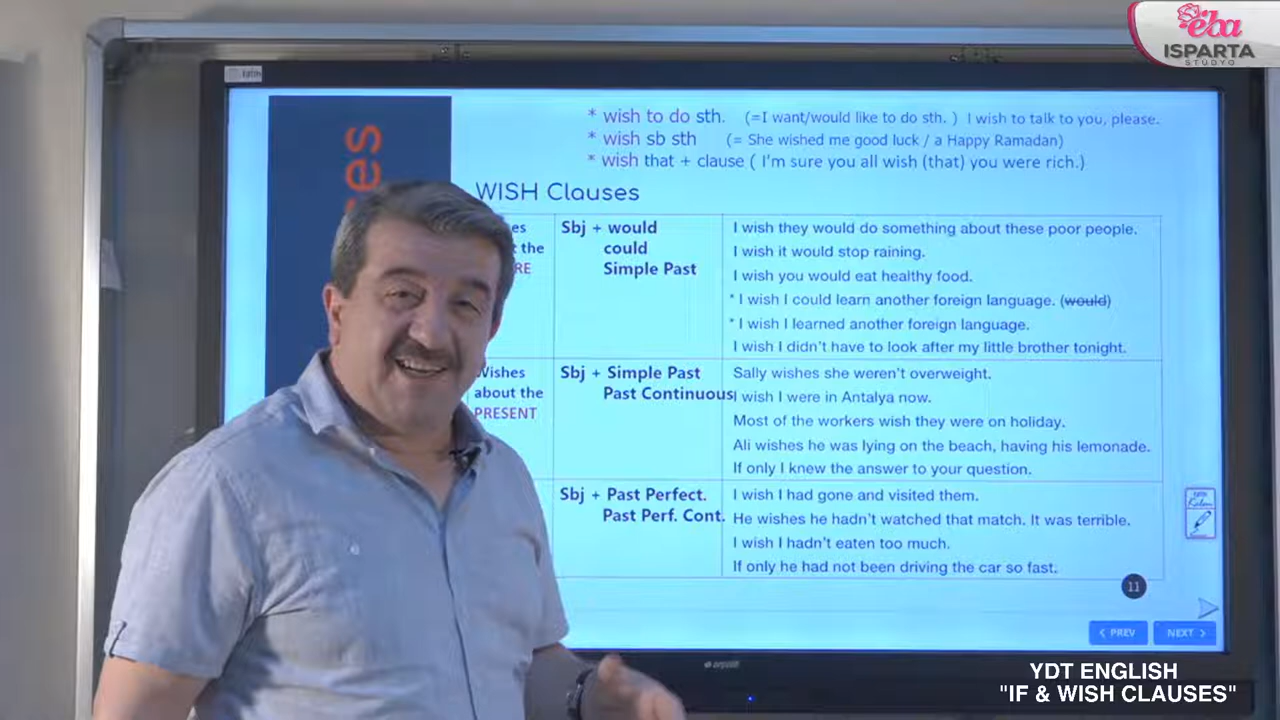 eba
ISPARTA
STÜDYO
* wish to do sth. (=I want/would like to do sth. ) I wish to talk to you, please.
* wish sb sth (= She wished me good luck / a Happy Ramadan)
* wish that + clause ( I'm sure you all wish (that) you were rich.)
WISH Clauses
Sbj + would
could
Simple Past
I wish they would do something about these poor people.
I wish it would stop raining.
I wish you would eat healthy food.
* I wish I could learn another foreign language. (would)
* I wish I learned another foreign language.
I wish I didn't have to look after my little brother tonight.
Wishes
about the
PRESENT
Sbj + Simple Past
Past Continuous
Sally wishes she weren't overweight.
I wish I were in Antalya now.
Most of the workers wish they were on holiday.
Ali wishes he was lying on the beach, having his lemonade.
If only I knew the answer to your question.
Sbj + Past Perfect.
Past Perf. Cont.
I wish I had gone and visited them.
He wishes he hadn't watched that match. It was terrible.
I wish I hadn't eaten too much.
If only he had not been driving the car so fast.
11
PREV
NEXT
YDT ENGLISH
"IF & WISH CLAUSES"